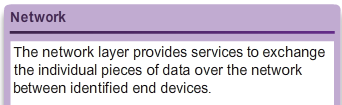 Network
The network layer provides services to exchange
the individual pieces of data over the network
between identified end devices.